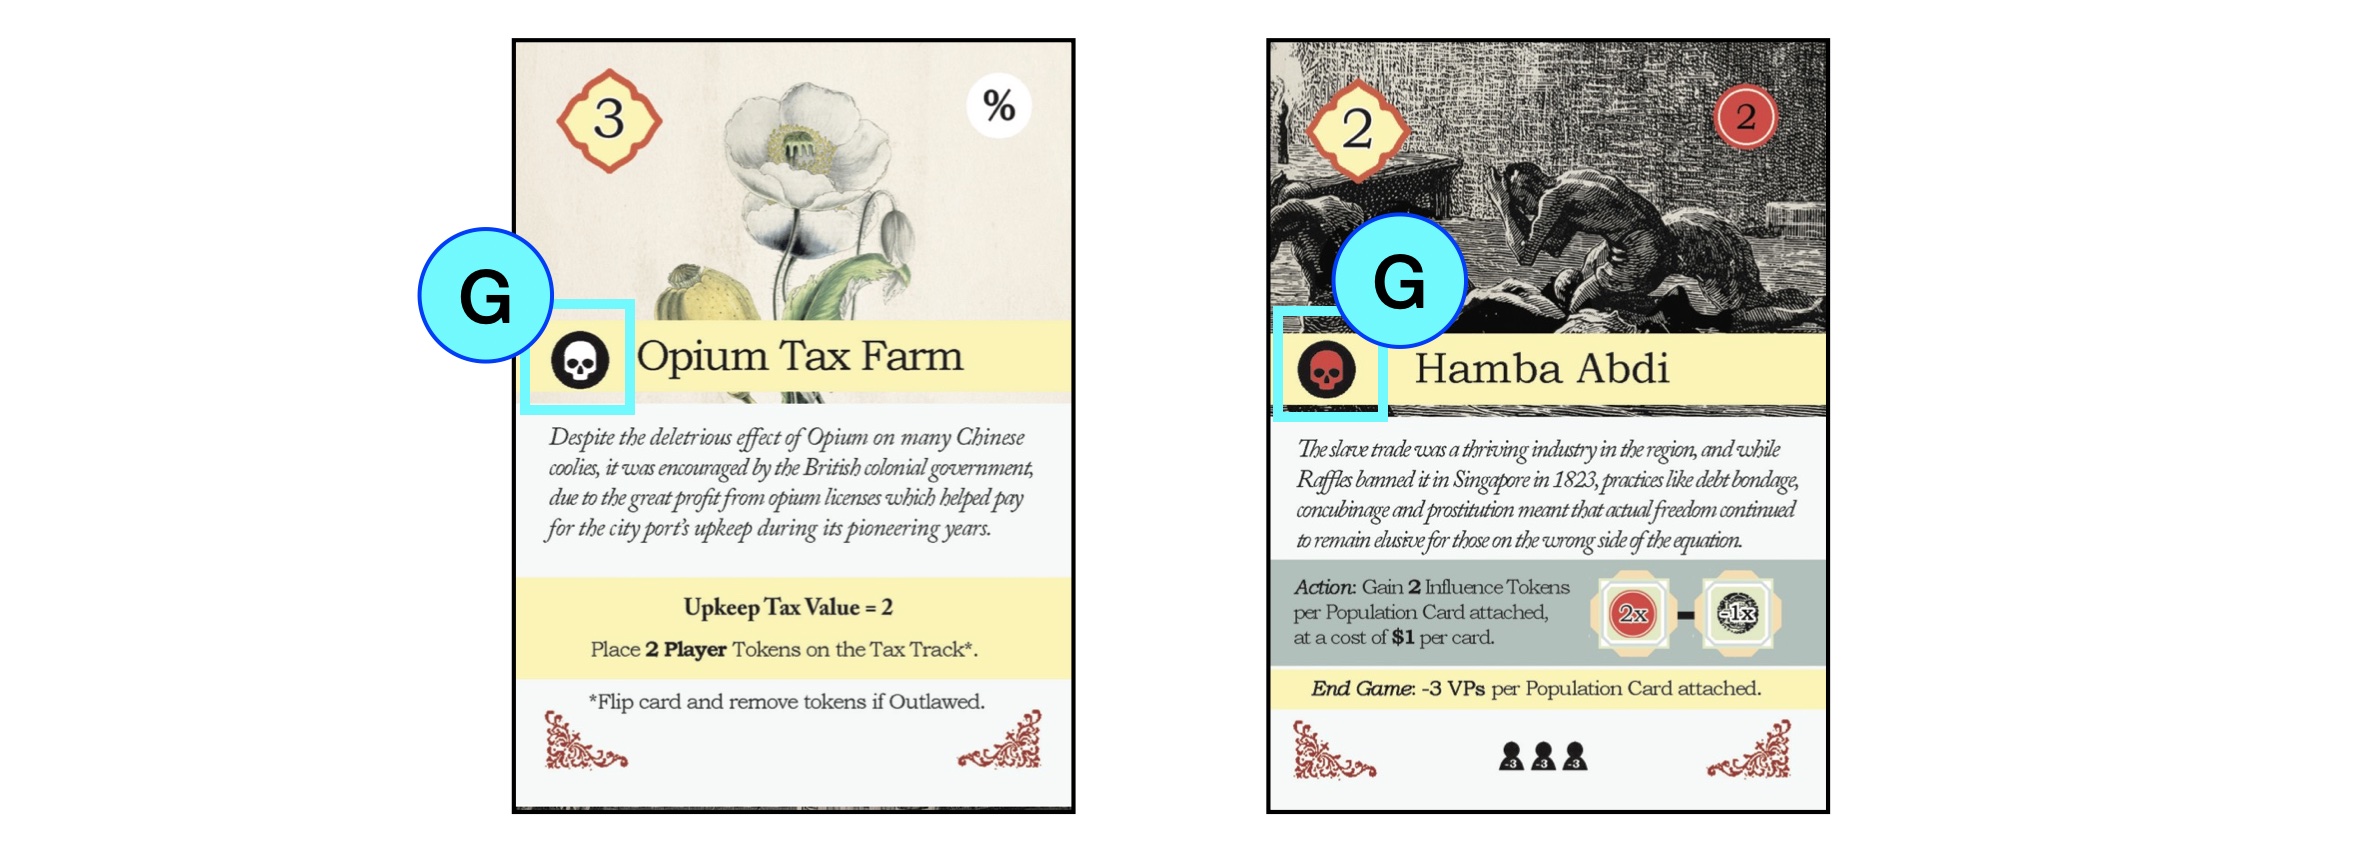 3
%
G
Opium Tax Farm
Despite the deletrious effect of Opium on many Chinese
coolies, it was encouraged by the British colonial government,
due to the great profit from opium licenses which helped pay
for the city port's upkeep during its pioneering years.
Upkeep Tax Value = 2
Place 2 Player Tokens on the Tax Track*.
*Flip card and remove tokens if Outlawed.
2
2
G
Hamba Abdi
The slave trade was a thriving industry in the region, and while
Raffles banned it in Singapore in 1823, practices like debt bondage,
concubinage and prostitution meant that actual freedom continued
to remain elusive for those on the wrong side of the equation.
Action: Gain 2 Influence Tokens
per Population Card attached,
at a cost of $1 per card.
2x - -1x
End Game: -3 VPs per Population Card attached.
-3 -3 -3